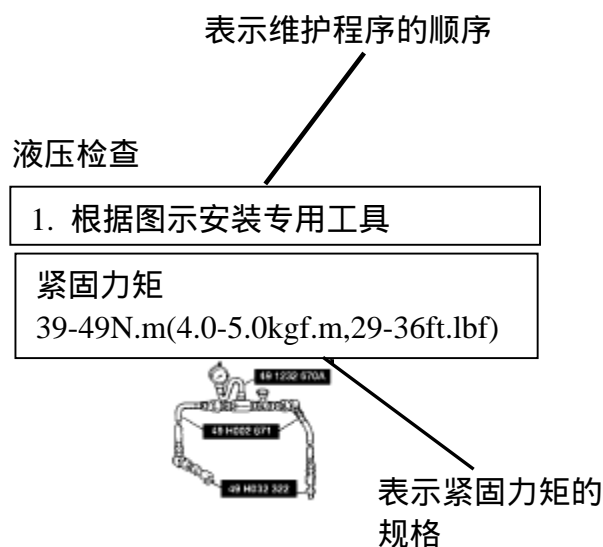 表示维护程序的顺序
液压检查
1. 根据图示安装专用工具
紧固力矩
39-49N.m(4.0-5.0kgf.m,29-36ft.lbf)
49 1232 670A
49 H002 671
49 H032 322
表示紧固力矩的
规格